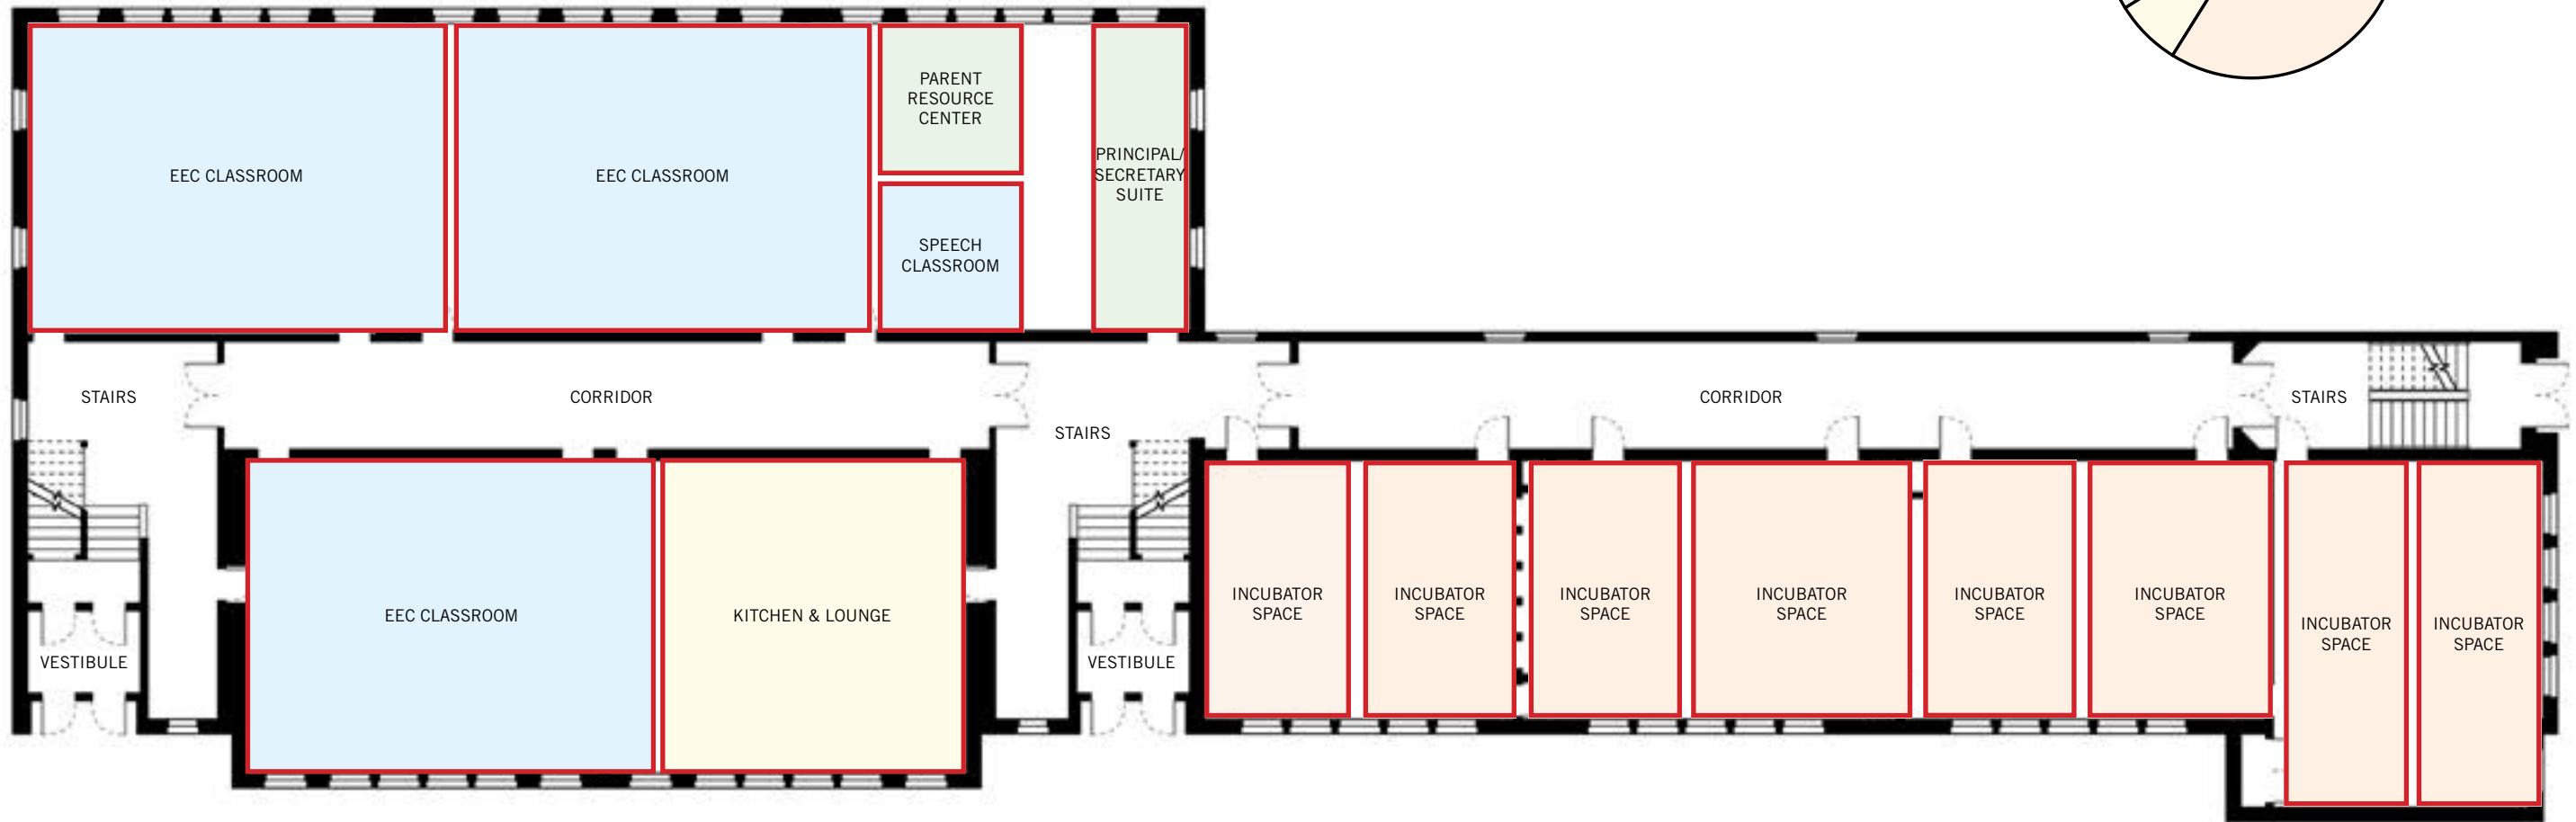 PARENT
RESOURCE
CENTER
EEC CLASSROOM
EEC CLASSROOM
PRINCIPAL/
SECRETARY
SUITE
SPEECH
CLASSROOM
STAIRS
CORRIDOR
STAIRS
CORRIDOR
STAIRS
EEC CLASSROOM
KITCHEN & LOUNGE
VESTIBULE
VESTIBULE
INCUBATOR
SPACE
INCUBATOR
SPACE
INCUBATOR
SPACE
INCUBATOR
SPACE
INCUBATOR
SPACE
INCUBATOR
SPACE
INCUBATOR
SPACE
INCUBATOR
SPACE